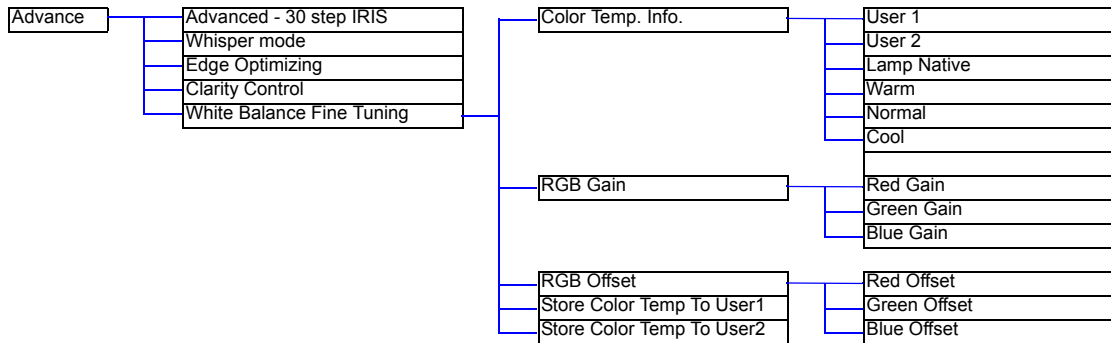 Advance
Advanced - 30 step IRIS
Whisper mode
Edge Optimizing
Clarity Control
White Balance Fine Tuning
Color Temp. Info.
User 1
User 2
Lamp Native
Warm
Normal
Cool
RGB Gain
Red Gain
Green Gain
Blue Gain
RGB Offset
Store Color Temp To User1
Store Color Temp To User2
Red Offset
Green Offset
Blue Offset